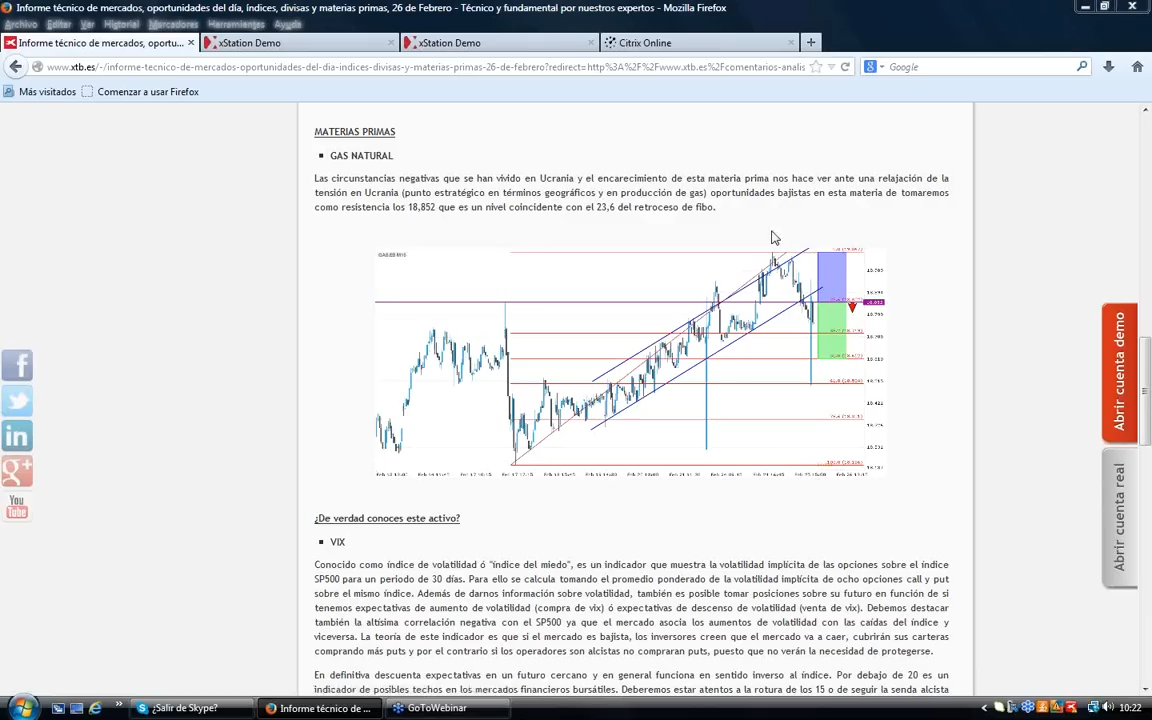 Informe técnico de mercados, oportunidades del día, índices, divisas y materias primas, 26 de Febrero - Técnico y fundamental por nuestros expertos - Mozilla Firefox
Archivo Editar Ver Historial Marcadores Herramientas Ayuda
Informe técnico de mercados, oportu... xStation Demo xStation Demo Citrix Online
www.xtb.es/-/informe-tecnico-de-mercados-oportunidades-del-dia-indices-divisas-y-materias-primas-26-de-febrero?redirect=http%3A%2F%2Fwww.xtb.es%2Fcomentarios-analis Google
Más visitados Comenzar a usar Firefox
MATERIAS PRIMAS
GAS NATURAL
Las circunstancias negativas que se han vivido en Ucrania y el encarecimiento de esta materia prima nos hace ver ante una relajación de la
tensión en Ucrania (punto estratégico en términos geográficos y en producción de gas) oportunidades bajistas en esta materia de tomaremos
como resistencia los 18,852 que es un nivel coincidente con el 23,6 del retroceso de fibo.
¿De verdad conoces este activo?
VIX
Conocido como índice de volatilidad ó "índice del miedo", es un indicador que muestra la volatilidad implícita de las opciones sobre el índice
SP500 para un periodo de 30 días. Para ello se calcula tomando el promedio ponderado de la volatilidad implícita de ocho opciones call y put
sobre el mismo índice. Además de darnos información sobre volatilidad, también es posible tomar posiciones sobre su futuro en función de si
tenemos expectativas de aumento de volatilidad (compra de vix) ó expectativas de descenso de volatilidad (venta de vix). Debemos destacar
también la altísima correlación negativa con el SP500 ya que el mercado asocia los aumentos de volatilidad con las caídas del índice y
viceversa. La teoría de este indicador es que si el mercado es bajista, los inversores creen que el mercado va a caer, cubrirán sus carteras
comprando más puts y por el contrario si los operadores son alcistas no compraran puts, puesto que no verán la necesidad de protegerse.
En definitiva descuenta expectativas en un futuro cercano y en general funciona en sentido inverso al índice. Por debajo de 20 es un
indicador de posibles techos en los mercados financieros bursátiles. Deberemos estar atentos a la rotura de los 15 o de seguir la senda alcista
Abrir cuenta demo
Abrir cuenta real
You
Tube
¿Salir de Skype? Informe técnico de ... GoToWebinar 10:22